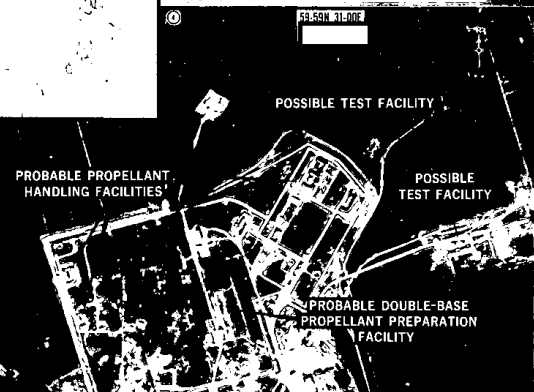 4
59-59N 31-00E
POSSIBLE TEST FACILITY
PROBABLE PROPELLANT
HANDLING FACILITIES
POSSIBLE
TEST FACILITY
PROBABLE DOUBLE-BASE
PROPELLANT PREPARATION
FACILITY